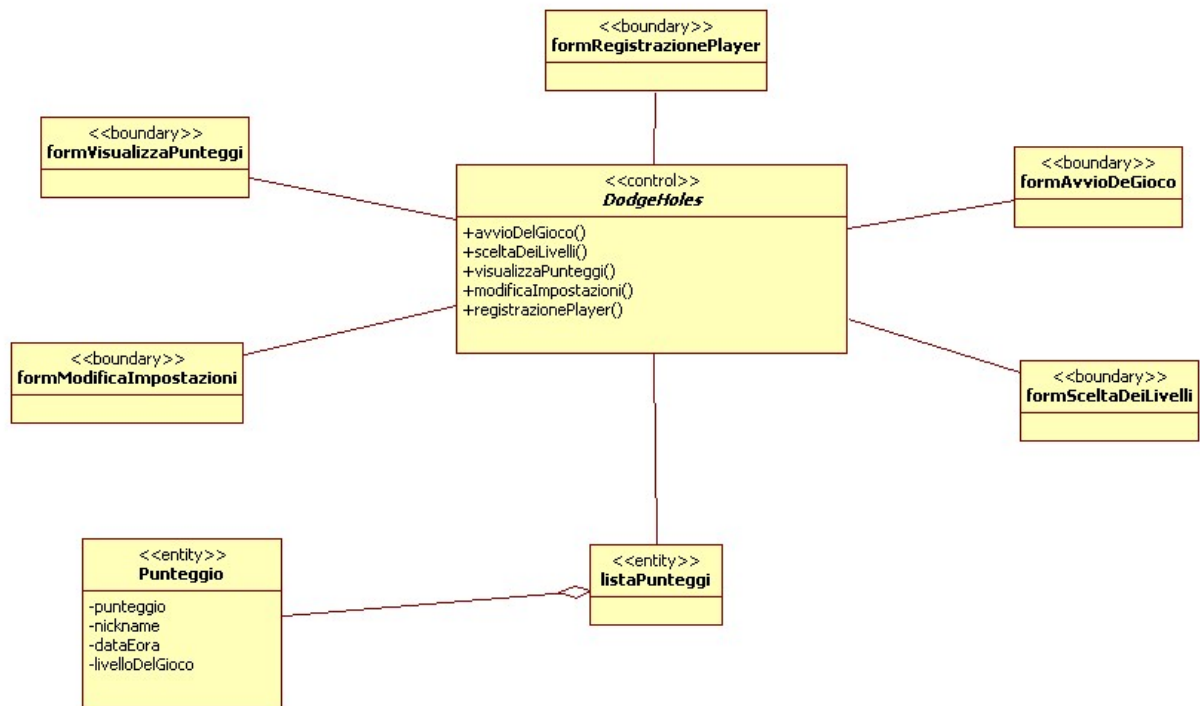 <<boundary>>
formRegistrazionePlayer
<<boundary>>
formVisualizzaPunteggi
<<boundary>>
formAvvioDeGioco
<<control>>
DodgeHoles
+avvioDelGioco()
+sceltaDeiLivelli()
+visualizzaPunteggi()
+modificaImpostazioni()
+registrazionePlayer()
<<boundary>>
formModificaImpostazioni
<<boundary>>
formSceltaDeiLivelli
<<entity>>
Punteggio
-punteggio
-nickname
-dataEora
-livelloDelGioco
<<entity>>
listaPunteggi